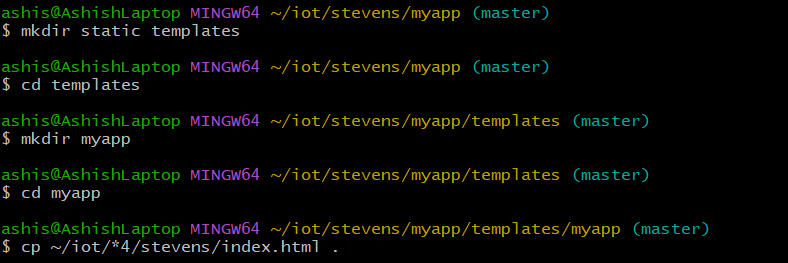 ashis@AshishLaptop MINGW64 ~/iot/stevens/myapp (master)
$ mkdir static templates
ashis@AshishLaptop MINGW64 ~/iot/stevens/myapp (master)
$ cd templates
ashis@AshishLaptop MINGW64 ~/iot/stevens/myapp/templates (master)
$ mkdir myapp
ashis@AshishLaptop MINGW64 ~/iot/stevens/myapp/templates (master)
$ cd myapp
ashis@AshishLaptop MINGW64 ~/iot/stevens/myapp/templates/myapp (master)
$ cp ~/iot/*4/stevens/index.html .